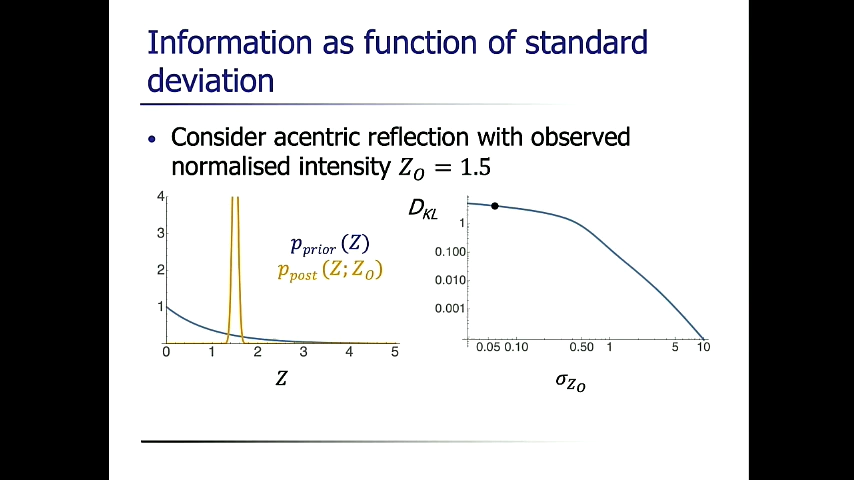 Information as function of standard
deviation
• Consider acentric reflection with observed
normalised intensity Z_O = 1.5
4
3
2
1
0 1 2 3 4 5
p_prior(Z)
p_post(Z; Z_O)
Z
D_KL
1
0.100
0.010
0.001
0.05 0.10 0.50 1 5 10
σ_Z_O